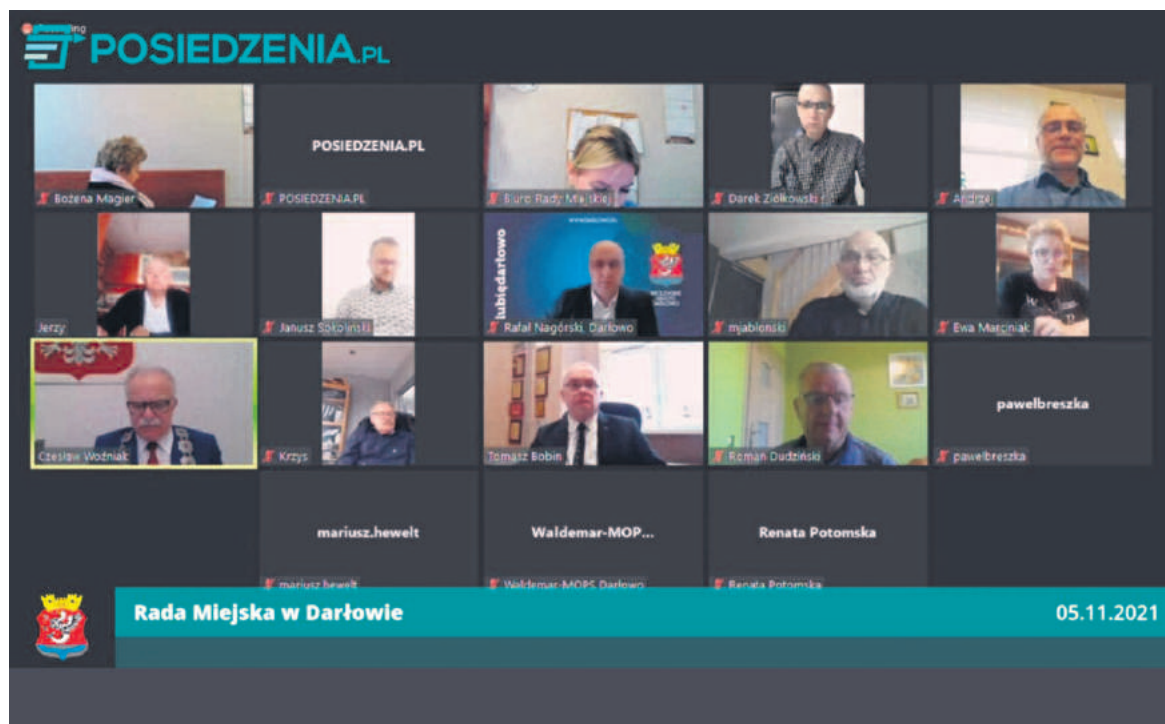 POSIEDZENIA.PL
POSIEDZENIA.PL
Bożena Magier
POSIEDZENIA.PL
Biuro Rady Miejskiej
Darek Ziółkowski
Andrzej
lubiędarłowo
Jerzy
Janusz Sokoliński
Rafał Nagórski, Darłowo
mjablonski
Ewa Marciniak
pawelbreszka
Czesław Woźniak
Krzys
Tomasz Bobin
Roman Dudziński
pawelbreszka
mariusz.hewelt
Waldemar-MOP...
Renata Potomska
mariusz.hewelt
Waldemar-MOPS Darłowo
Renata Potomska
Rada Miejska w Darłowie
05.11.2021